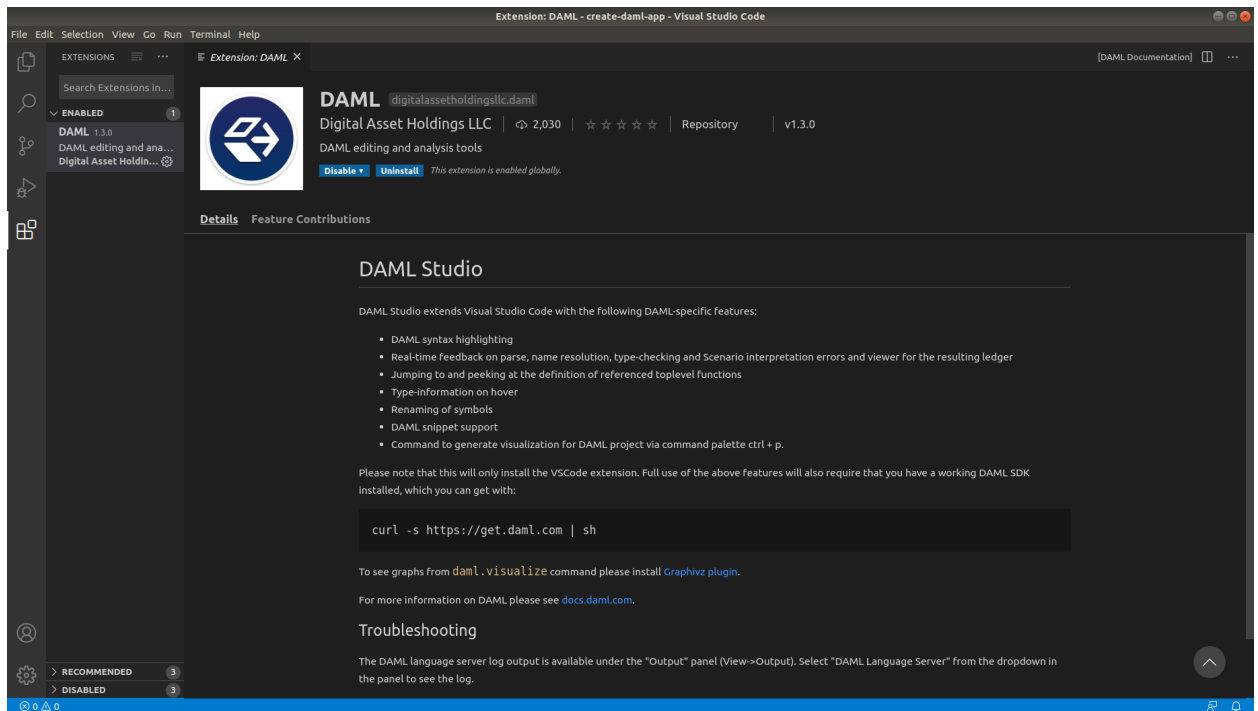 Extension: DAML - create-daml-app - Visual Studio Code
File Edit Selection View Go Run Terminal Help
EXTENSIONS
Extension: DAML
[DAML Documentation]
Search Extensions in...
ENABLED 1
DAML 1.3.0
DAML editing and ana...
Digital Asset Holdin...
DAML digitalassetholdingsllc.daml
Digital Asset Holdings LLC 2,030 Repository v1.3.0
DAML editing and analysis tools
Disable Uninstall This extension is enabled globally.
Details Feature Contributions
DAML Studio
DAML Studio extends Visual Studio Code with the following DAML-specific features:
• DAML syntax highlighting
• Real-time feedback on parse, name resolution, type-checking and Scenario interpretation errors and viewer for the resulting ledger
• Jumping to and peeking at the definition of referenced toplevel functions
• Type-information on hover
• Renaming of symbols
• DAML snippet support
• Command to generate visualization for DAML project via command palette ctrl + p.
Please note that this will only install the VSCode extension. Full use of the above features will also require that you have a working DAML SDK
installed, which you can get with:
curl -s https://get.daml.com | sh
To see graphs from daml.visualize command please install Graphivz plugin.
For more information on DAML please see docs.daml.com.
Troubleshooting
The DAML language server log output is available under the "Output" panel (View->Output). Select "DAML Language Server" from the dropdown in
the panel to see the log.
RECOMMENDED 3
DISABLED 3
0 0